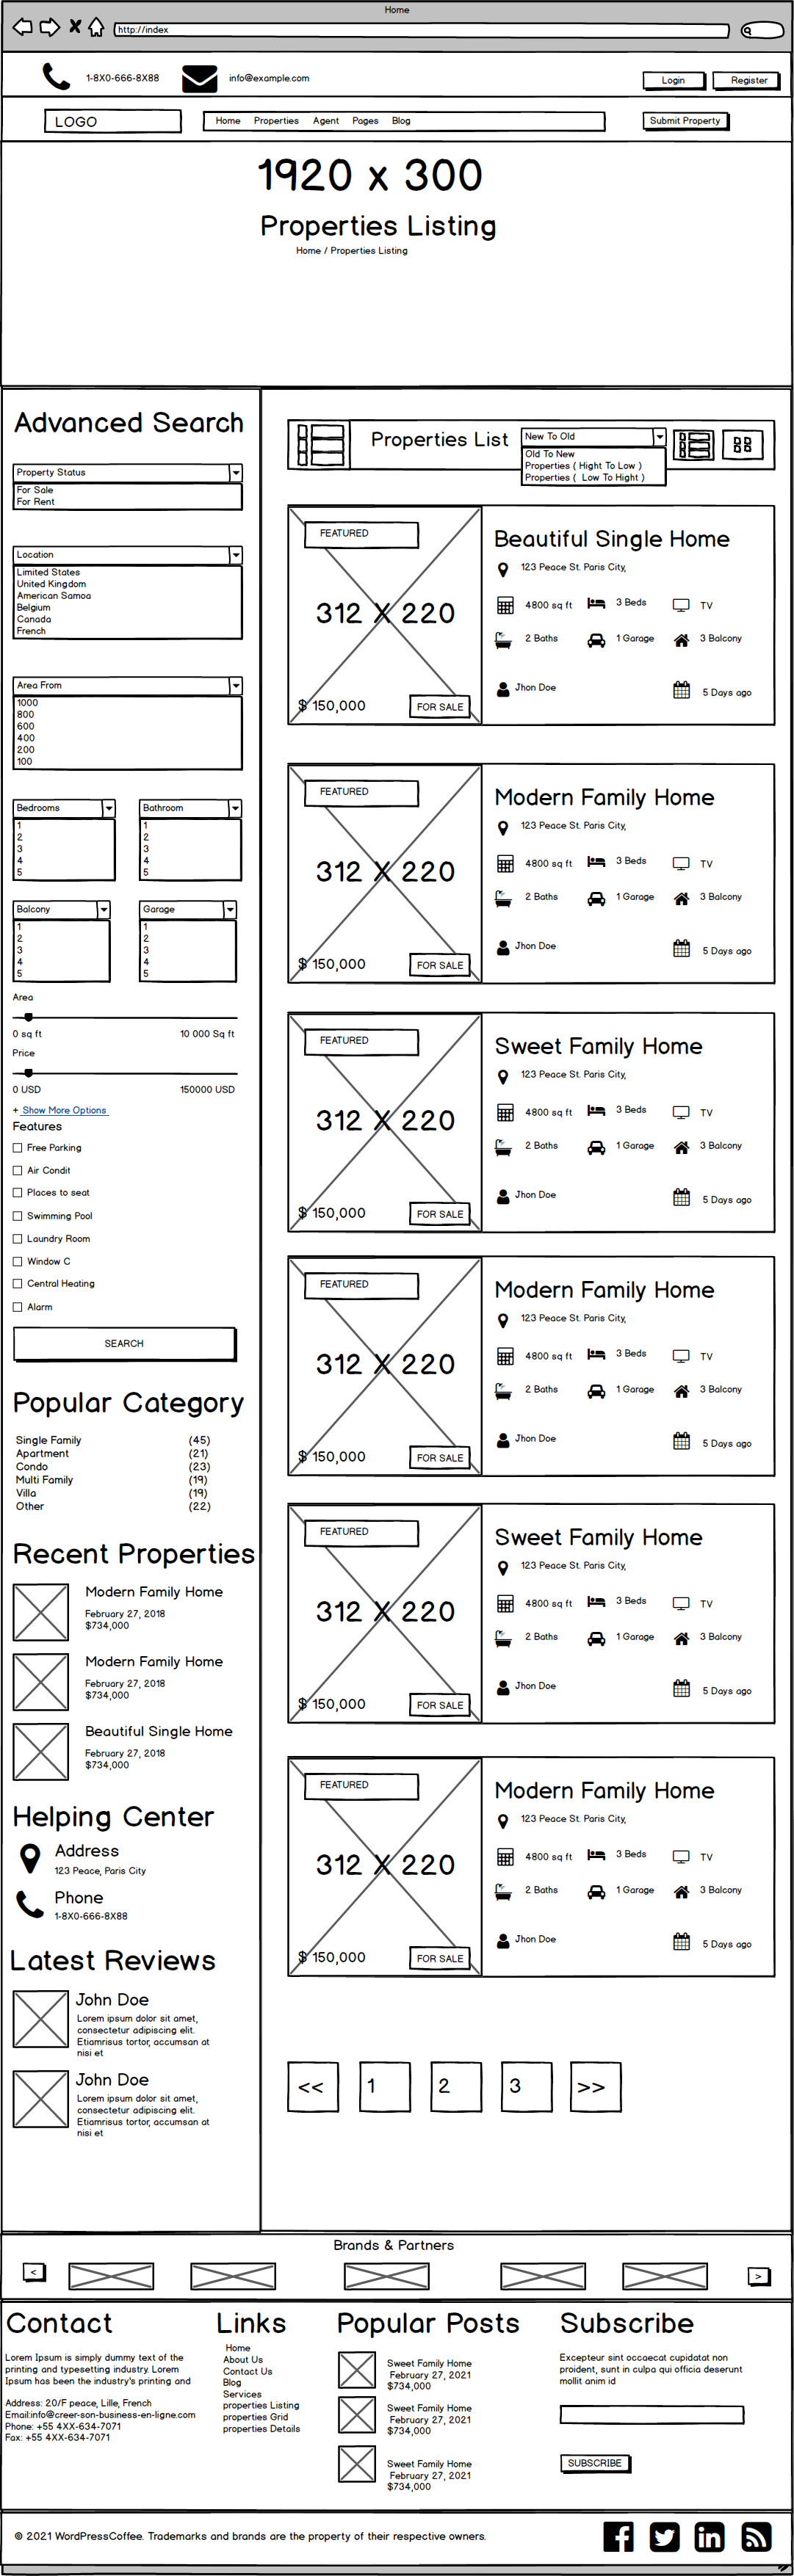 Home
http://index
1-8X0-666-8X88
info@example.com
Login
Register
LOGO
Home Properties Agent Pages Blog
Submit Property
1920 x 300
Properties Listing
Home / Properties Listing
Advanced Search
Property Status
For Sale
For Rent
Location
Limited States
United Kingdom
American Samoa
Belgium
Canada
French
Area From
1000
800
600
400
200
100
Bedrooms
1
2
3
4
5
Bathroom
1
2
3
4
5
Balcony
1
2
3
4
5
Garage
1
2
3
4
5
Area
0 sq ft 10 000 Sq ft
Price
0 USD 150000 USD
+ Show More Options
Features
Free Parking
Air Condit
Places to seat
Swimming Pool
Laundry Room
Window C
Central Heating
Alarm
SEARCH
Popular Category
Single Family (45)
Apartment (21)
Condo (23)
Multi Family (19)
Villa (19)
Other (22)
Recent Properties
Modern Family Home
February 27, 2018
$734,000
Modern Family Home
February 27, 2018
$734,000
Beautiful Single Home
February 27, 2018
$734,000
Helping Center
Address
123 Peace, Paris City
Phone
1-8X0-666-8X88
Latest Reviews
John Doe
Lorem ipsum dolor sit amet,
consectetur adipiscing elit.
Etiamrisus tortor, accumsan at
nisi et
John Doe
Lorem ipsum dolor sit amet,
consectetur adipiscing elit.
Etiamrisus tortor, accumsan at
nisi et
Properties List
New To Old
Old To New
Properties ( Hight To Low )
Properties ( Low To Hight )
FEATURED
312 X 220
$ 150,000
FOR SALE
Beautiful Single Home
123 Peace St. Paris City,
4800 sq ft 3 Beds TV
2 Baths 1 Garage 3 Balcony
Jhon Doe 5 Days ago
FEATURED
312 X 220
$ 150,000
FOR SALE
Modern Family Home
123 Peace St. Paris City,
4800 sq ft 3 Beds TV
2 Baths 1 Garage 3 Balcony
Jhon Doe 5 Days ago
FEATURED
312 X 220
$ 150,000
FOR SALE
Sweet Family Home
123 Peace St. Paris City,
4800 sq ft 3 Beds TV
2 Baths 1 Garage 3 Balcony
Jhon Doe 5 Days ago
FEATURED
312 X 220
$ 150,000
FOR SALE
Modern Family Home
123 Peace St. Paris City,
4800 sq ft 3 Beds TV
2 Baths 1 Garage 3 Balcony
Jhon Doe 5 Days ago
FEATURED
312 X 220
$ 150,000
FOR SALE
Sweet Family Home
123 Peace St. Paris City,
4800 sq ft 3 Beds TV
2 Baths 1 Garage 3 Balcony
Jhon Doe 5 Days ago
FEATURED
312 X 220
$ 150,000
FOR SALE
Modern Family Home
123 Peace St. Paris City,
4800 sq ft 3 Beds TV
2 Baths 1 Garage 3 Balcony
Jhon Doe 5 Days ago
<< 1 2 3 >>
Brands & Partners
< >
Contact
Lorem Ipsum is simply dummy text of the
printing and typesetting industry. Lorem
Ipsum has been the industry's printing and
Address: 20/F peace, Lille, French
Email:info@creer-son-business-en-ligne.com
Phone: +55 4XX-634-7071
Fax: +55 4XX-634-7071
Links
Home
About Us
Contact Us
Blog
Services
properties Listing
properties Grid
properties Details
Popular Posts
Sweet Family Home
February 27, 2021
$734,000
Sweet Family Home
February 27, 2021
$734,000
Sweet Family Home
February 27, 2021
$734,000
Subscribe
Excepteur sint occaecat cupidatat non
proident, sunt in culpa qui officia deserunt
mollit anim id
SUBSCRIBE
© 2021 WordPressCoffee. Trademarks and brands are the property of their respective owners.